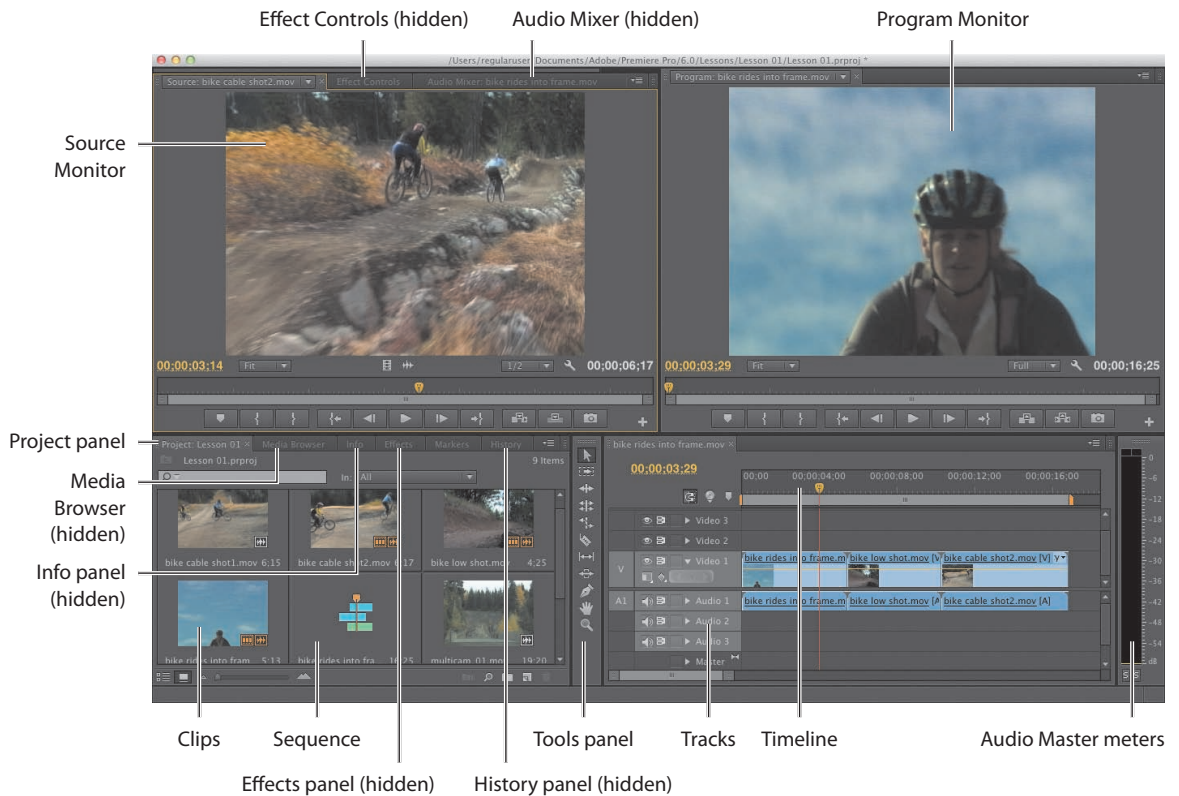 Effect Controls (hidden)
Audio Mixer (hidden)
Program Monitor
/Users/regularuser/Documents/Adobe/Premiere Pro/6.0/Lessons/Lesson 01/Lesson 01.prproj *
Source: bike cable shot2.mov
Effect Controls
Audio Mixer: bike rides into frame.mov
Program: bike rides into frame.mov
Source
Monitor
00;00;03;14
Fit
1/2
00;00;06;17
00;00;03;29
Fit
Full
00;00;16;25
Project panel
Project: Lesson 01
Media Browser
Info
Effects
Markers
History
bike rides into frame.mov
Lesson 01.prproj
9 Items
In: All
00;00;03;29
00;00
00;00;04;00
00;00;08;00
00;00;12;00
00;00;16;00
Media
Browser
(hidden)
bike cable shot1.mov 6;15
bike cable shot2.mov 6;17
bike low shot.mov 4;25
Info panel
(hidden)
bike rides into fram... 5;13
bike rides into fra... 16;25
multicam_01.mov 19;20
Video 3
Video 2
V
Video 1
bike rides into frame.m
bike low shot.mov [V]
bike cable shot2.mov [V]
A1
Audio 1
bike rides into frame.m
bike low shot.mov [A
bike cable shot2.mov [A]
Audio 2
Audio 3
Master
0
-6
-12
-18
-24
-30
-36
-42
-48
-54
dB
S S
Clips
Sequence
Tools panel
Tracks
Timeline
Audio Master meters
Effects panel (hidden)
History panel (hidden)